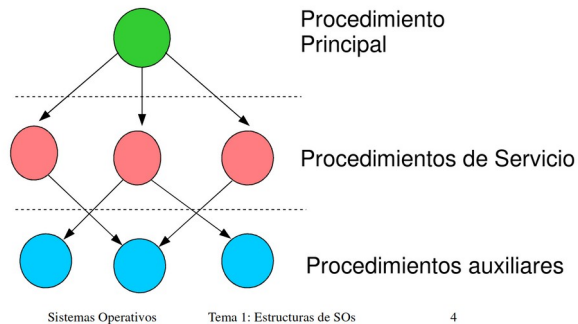 Procedimiento
Principal
Procedimientos de Servicio
Procedimientos auxiliares
Sistemas Operativos Tema 1: Estructuras de SOs 4